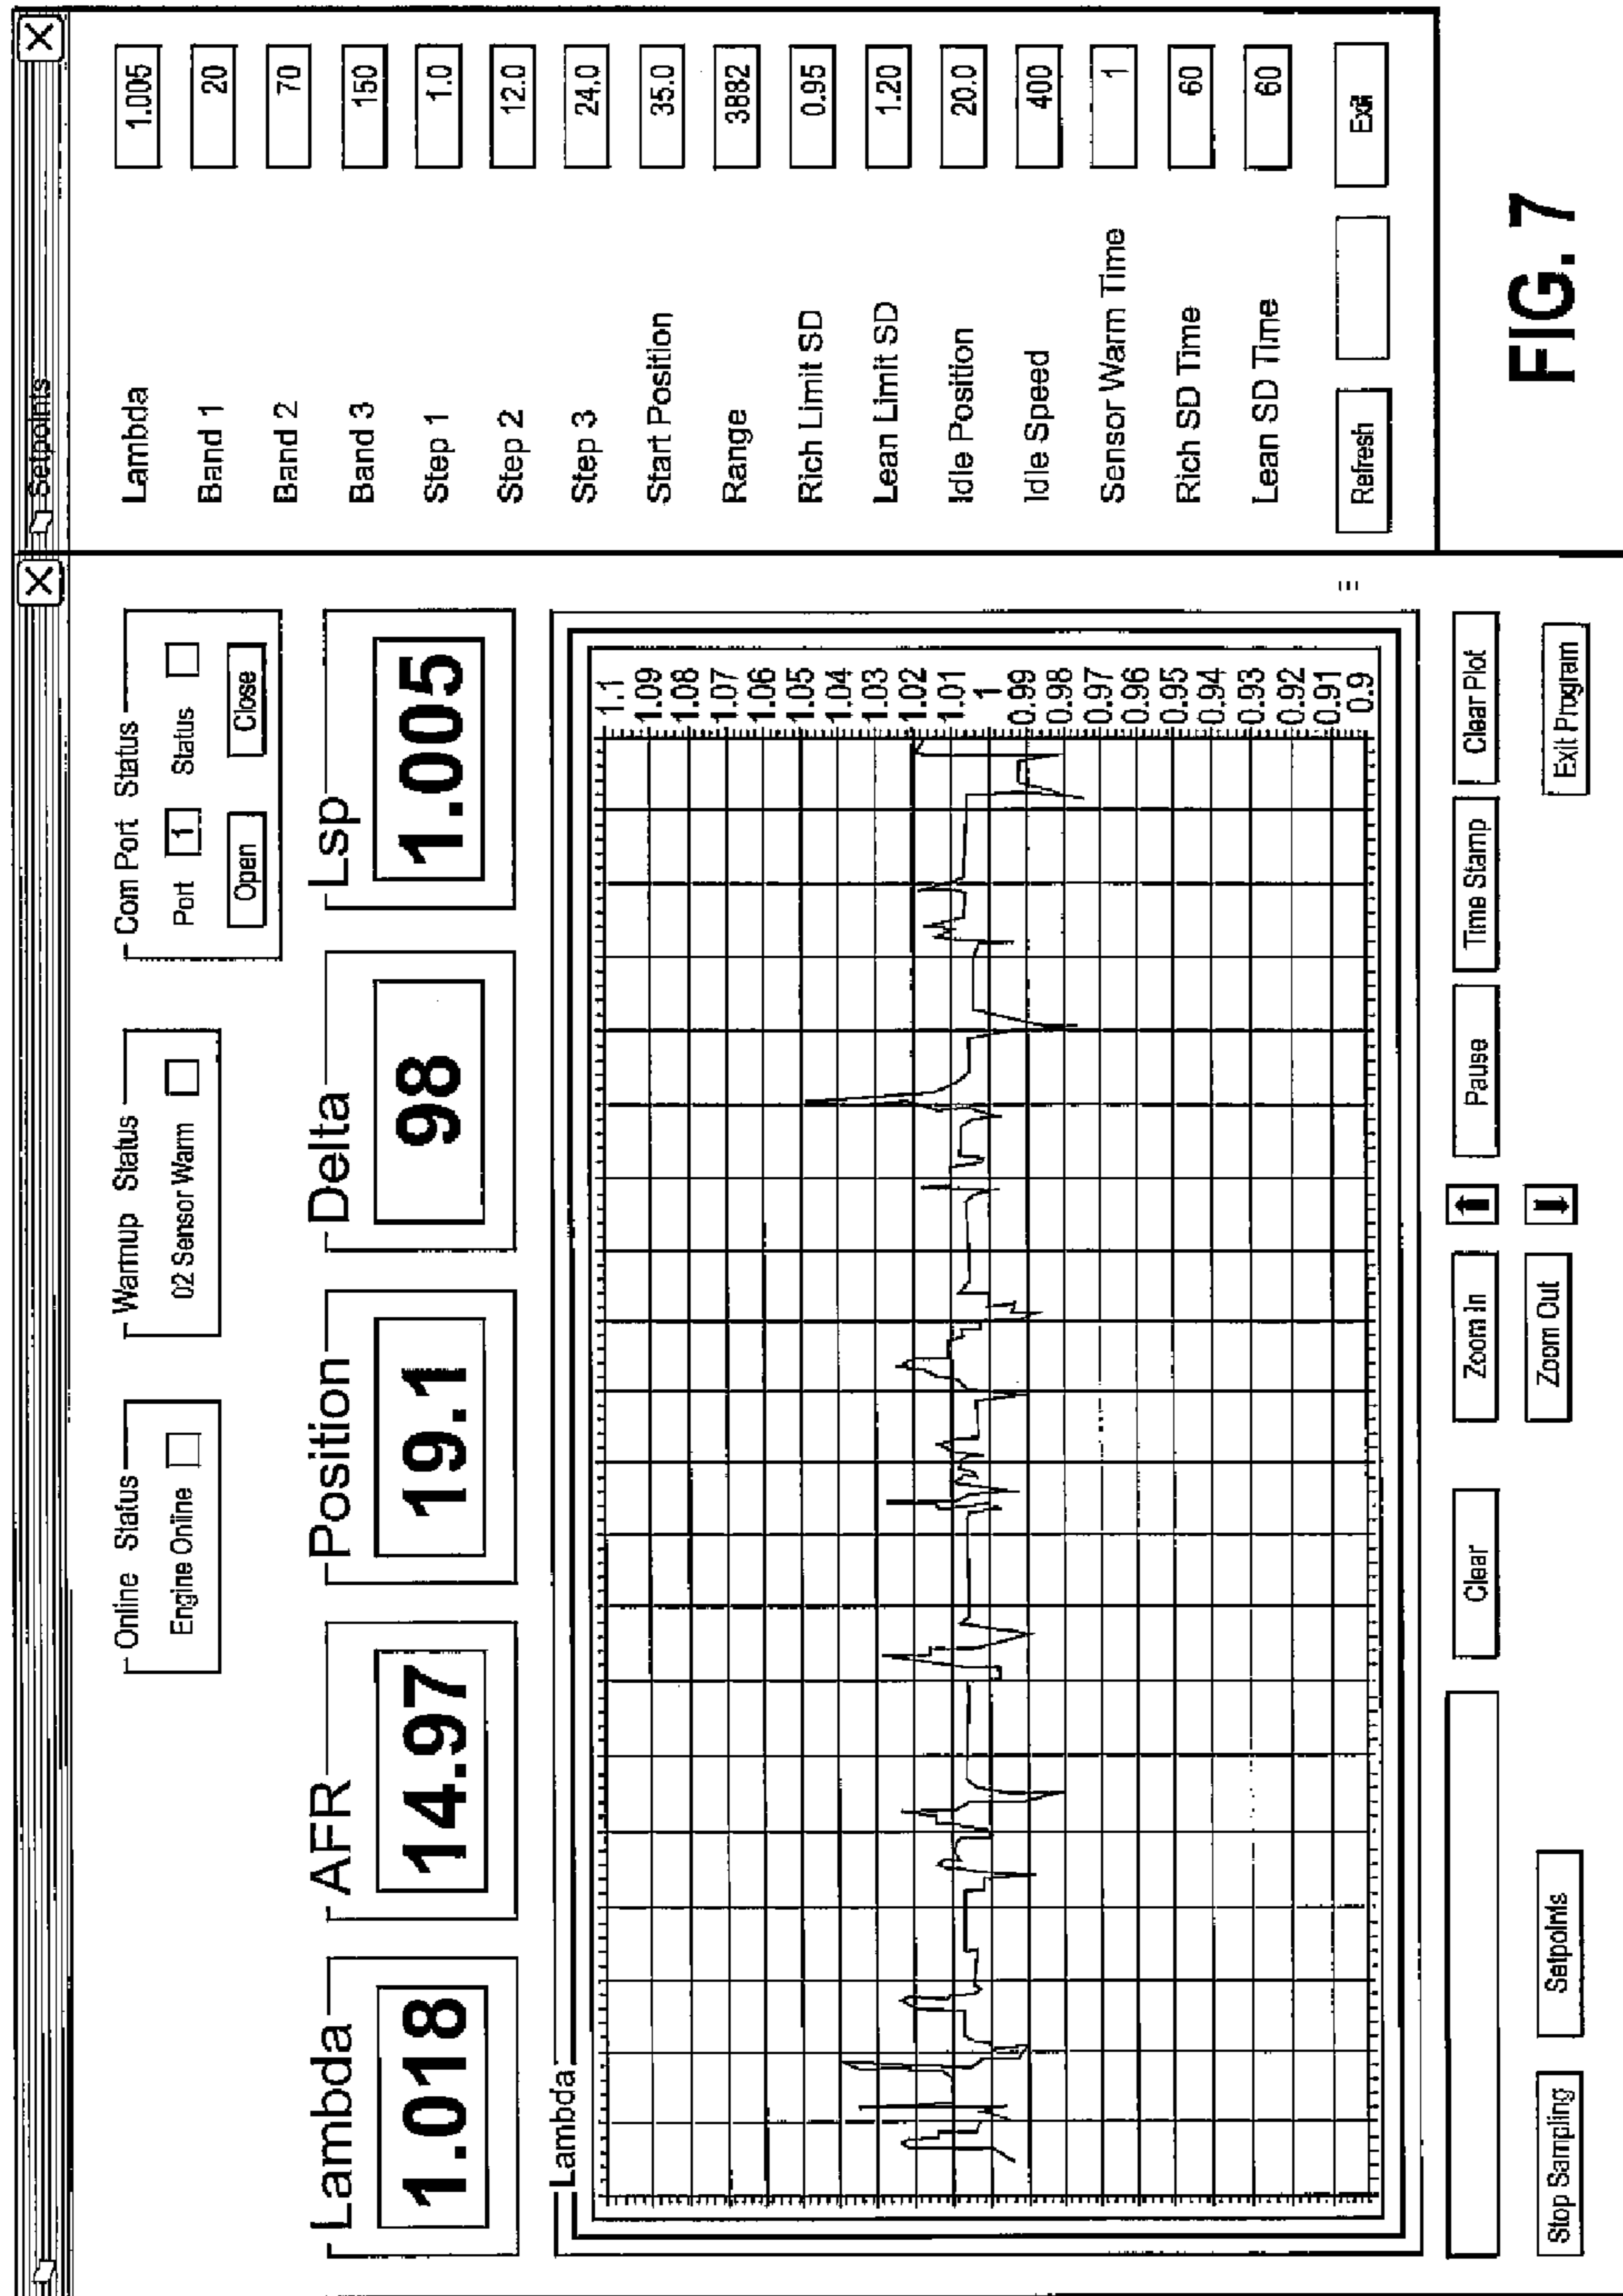 Online Status
Engine Online
Warmup Status
02 Sensor Warm
Com Port Status
Port 1 Status
Open Close
Lambda
1.018
AFR
14.97
Position
19.1
Delta
98
Lsp
1.005
Lambda
1.1
1.09
1.08
1.07
1.06
1.05
1.04
1.03
1.02
1.01
1
0.99
0.98
0.97
0.96
0.95
0.94
0.93
0.92
0.91
0.9
Clear
Zoom In
Pause
Time Stamp
Clear Plot
Stop Sampling
Setpoints
Zoom Out
Exit Program
Setpoints
Lambda 1.005
Band 1 20
Band 2 70
Band 3 150
Step 1 1.0
Step 2 12.0
Step 3 24.0
Start Position 35.0
Range 3882
Rich Limit SD 0.95
Lean Limit SD 1.20
Idle Position 20.0
Idle Speed 400
Sensor Warm Time 1
Rich SD Time 60
Lean SD Time 60
Refresh Exit
FIG. 7